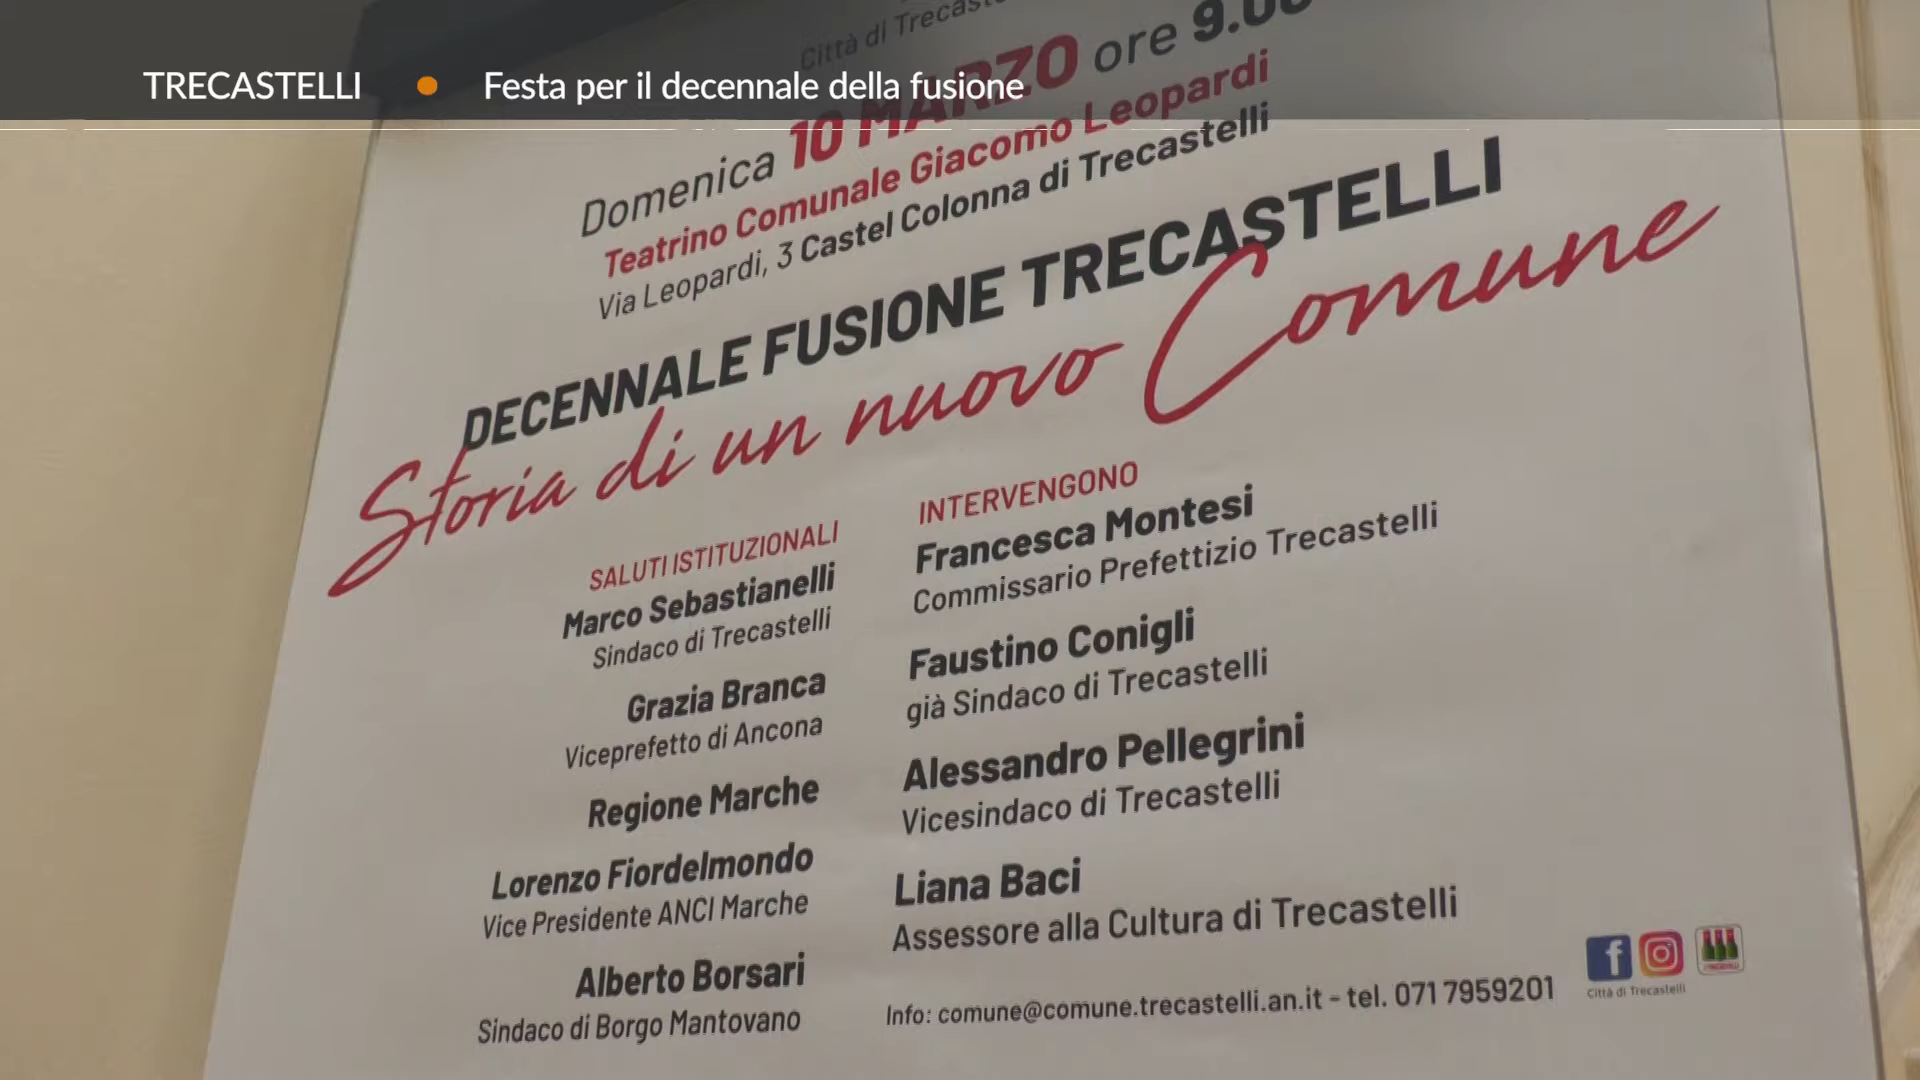 TRECASTELLI • Festa per il decennale della fusione
Città di
Domenica 10 MARZO ore
Teatrino Comunale Giacomo Leopardi
Via Leopardi, 3 Castel Colonna di Trecastelli
DECENNALE FUSIONE TRECASTELLI
Storia di un nuovo Comune
SALUTI ISTITUZIONALI
Marco Sebastianelli
Sindaco di Trecastelli
Grazia Branca
Viceprefetto di Ancona
Regione Marche
Lorenzo Fiordelmondo
Vice Presidente ANCI Marche
Alberto Borsari
Sindaco di Borgo Mantovano
INTERVENGONO
Francesca Montesi
Commissario Prefettizio Trecastelli
Faustino Conigli
già Sindaco di Trecastelli
Alessandro Pellegrini
Vicesindaco di Trecastelli
Liana Baci
Assessore alla Cultura di Trecastelli
Info: comune@comune.trecastelli.an.it - tel. 071 7959201
Città di Trecastelli